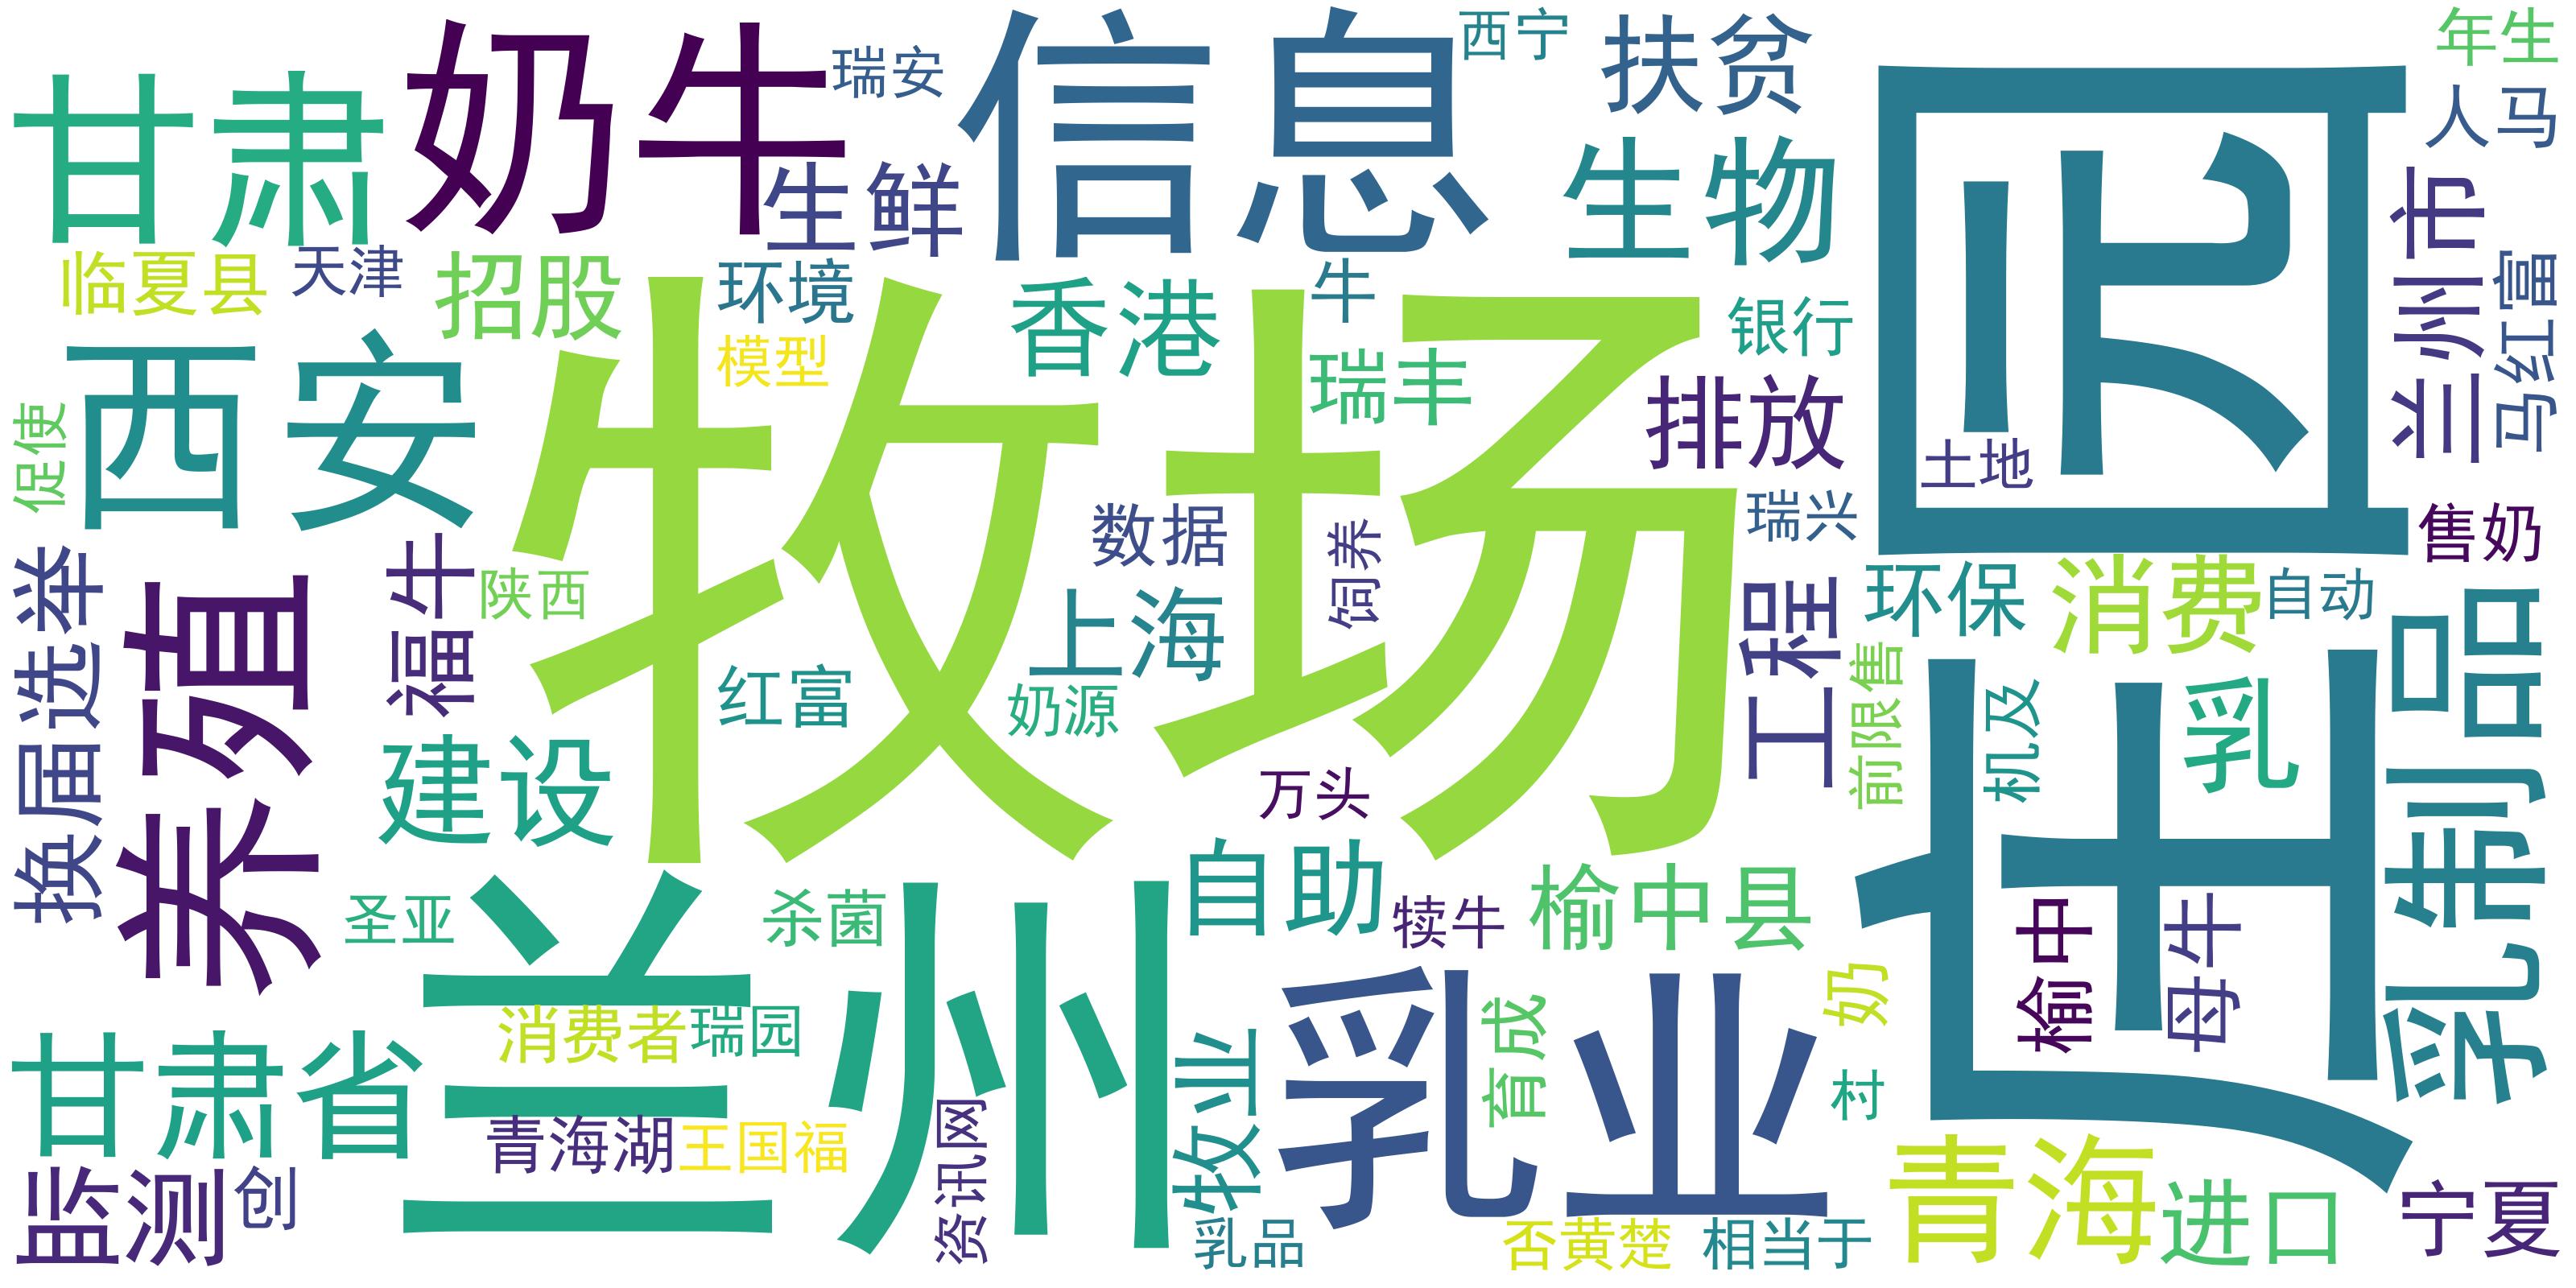 甘肃
奶牛
瑞安
信息
西宁
扶贫
年生
人马
生鲜
生物
庄园
兰州市
马红富
临夏县
天津
招股
环境
香港
牛
银行
模型
瑞丰
西安
牧场
排放
促使
土地
数据
饲养
瑞兴
售奶
福牛
陕西
上海
环保
消费
自动
换届选举
养殖
工程
红富
奶源
前限售
机及
乳
乳制品
建设
万头
自助
圣亚
兰州
杀菌
犊牛
榆中县
榆中
母牛
奶
甘肃省
消费者
瑞园
牧业
乳业
育成
村
青海湖
王国福
资讯网
监测
创
乳品
否黄楚
相当于
青海
进口
宁夏